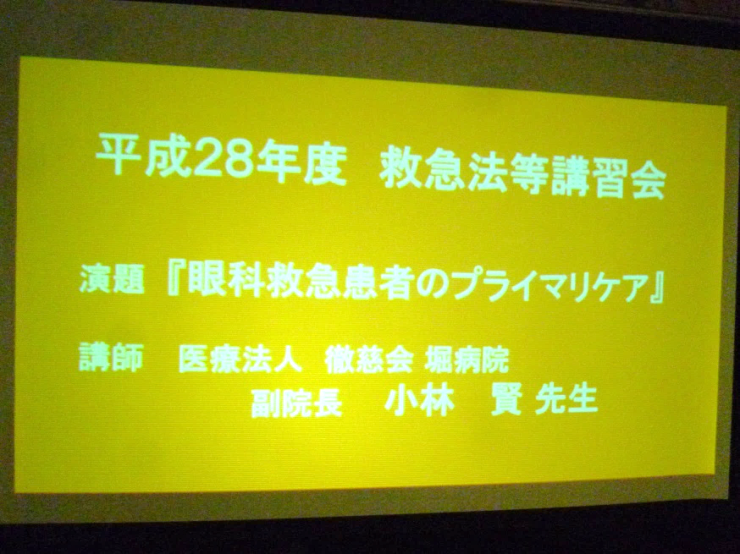 平成28年度　救急法等講習会
演題『眼科救急患者のプライマリケア』
講師　医療法人　徹慈会 堀病院
副院長　小林　賢 先生